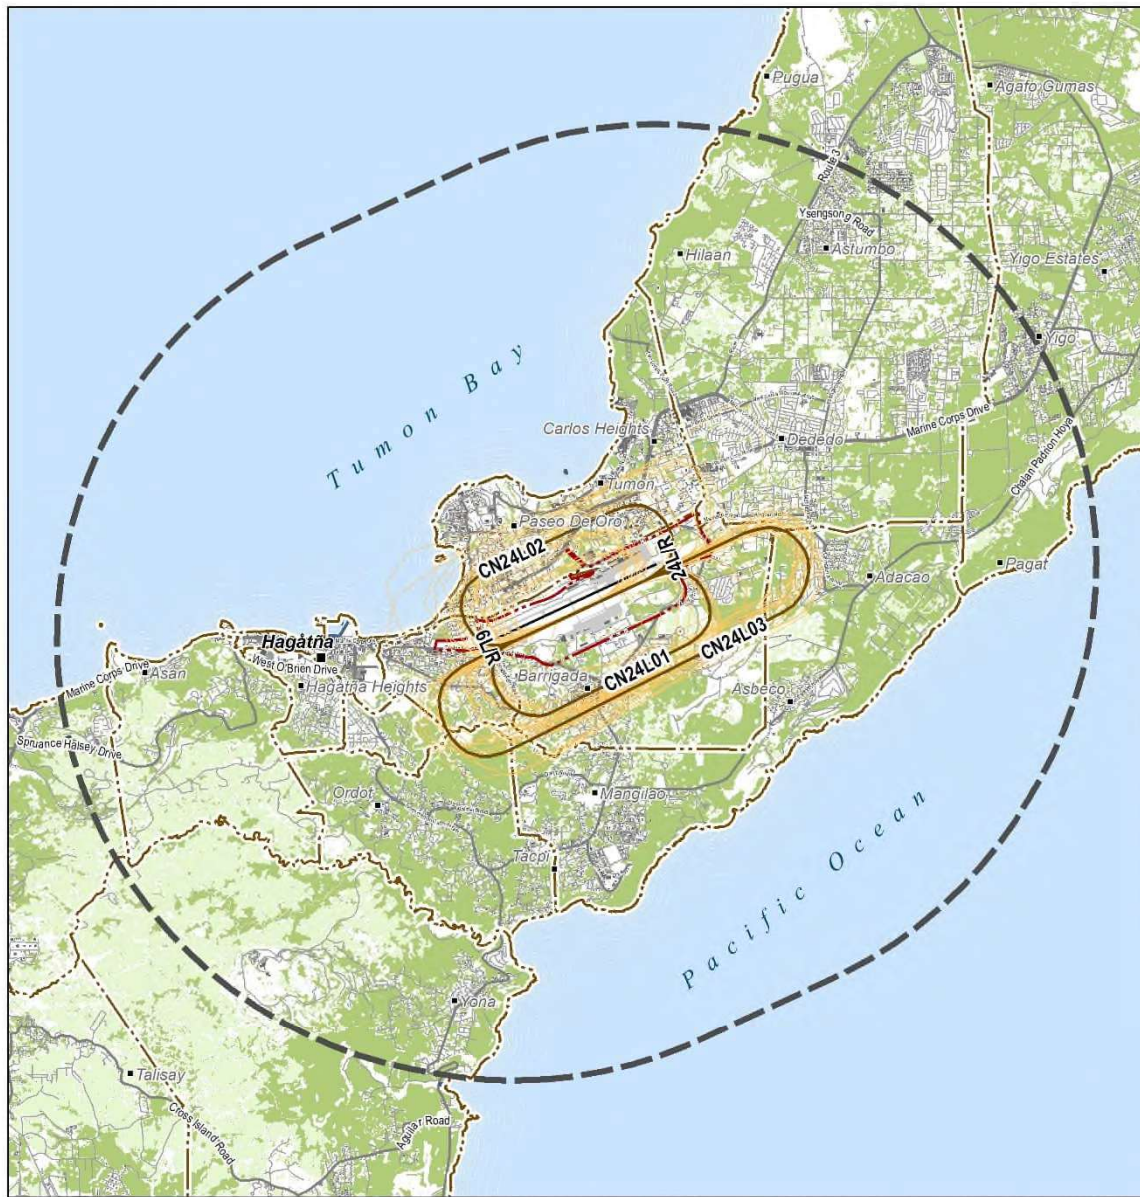 Pugua
Agafo Gumas
Route 3
Ysengsong Road
Astumbo
Hilaan
Yigo Estates
Yigo
Tumon Bay
Carlos Heights
Marine Corps Drive
Dededo
Chalan Padrion Hoya
Tumon
Paseo De Oro
CN24L02
24L/R
Pagat
Adacao
6L/R
Hagåtña
West O'Brien Drive
CN24L03
CN24L01
Marine Corps Drive
Asan
Hagatna Heights
Barrigada
Asbeco
Spruance Halsey Drive
Ordot
Mangilao
Tacpi
Pacific Ocean
Yona
Talisay
Cross Island Road
Aguilar Road